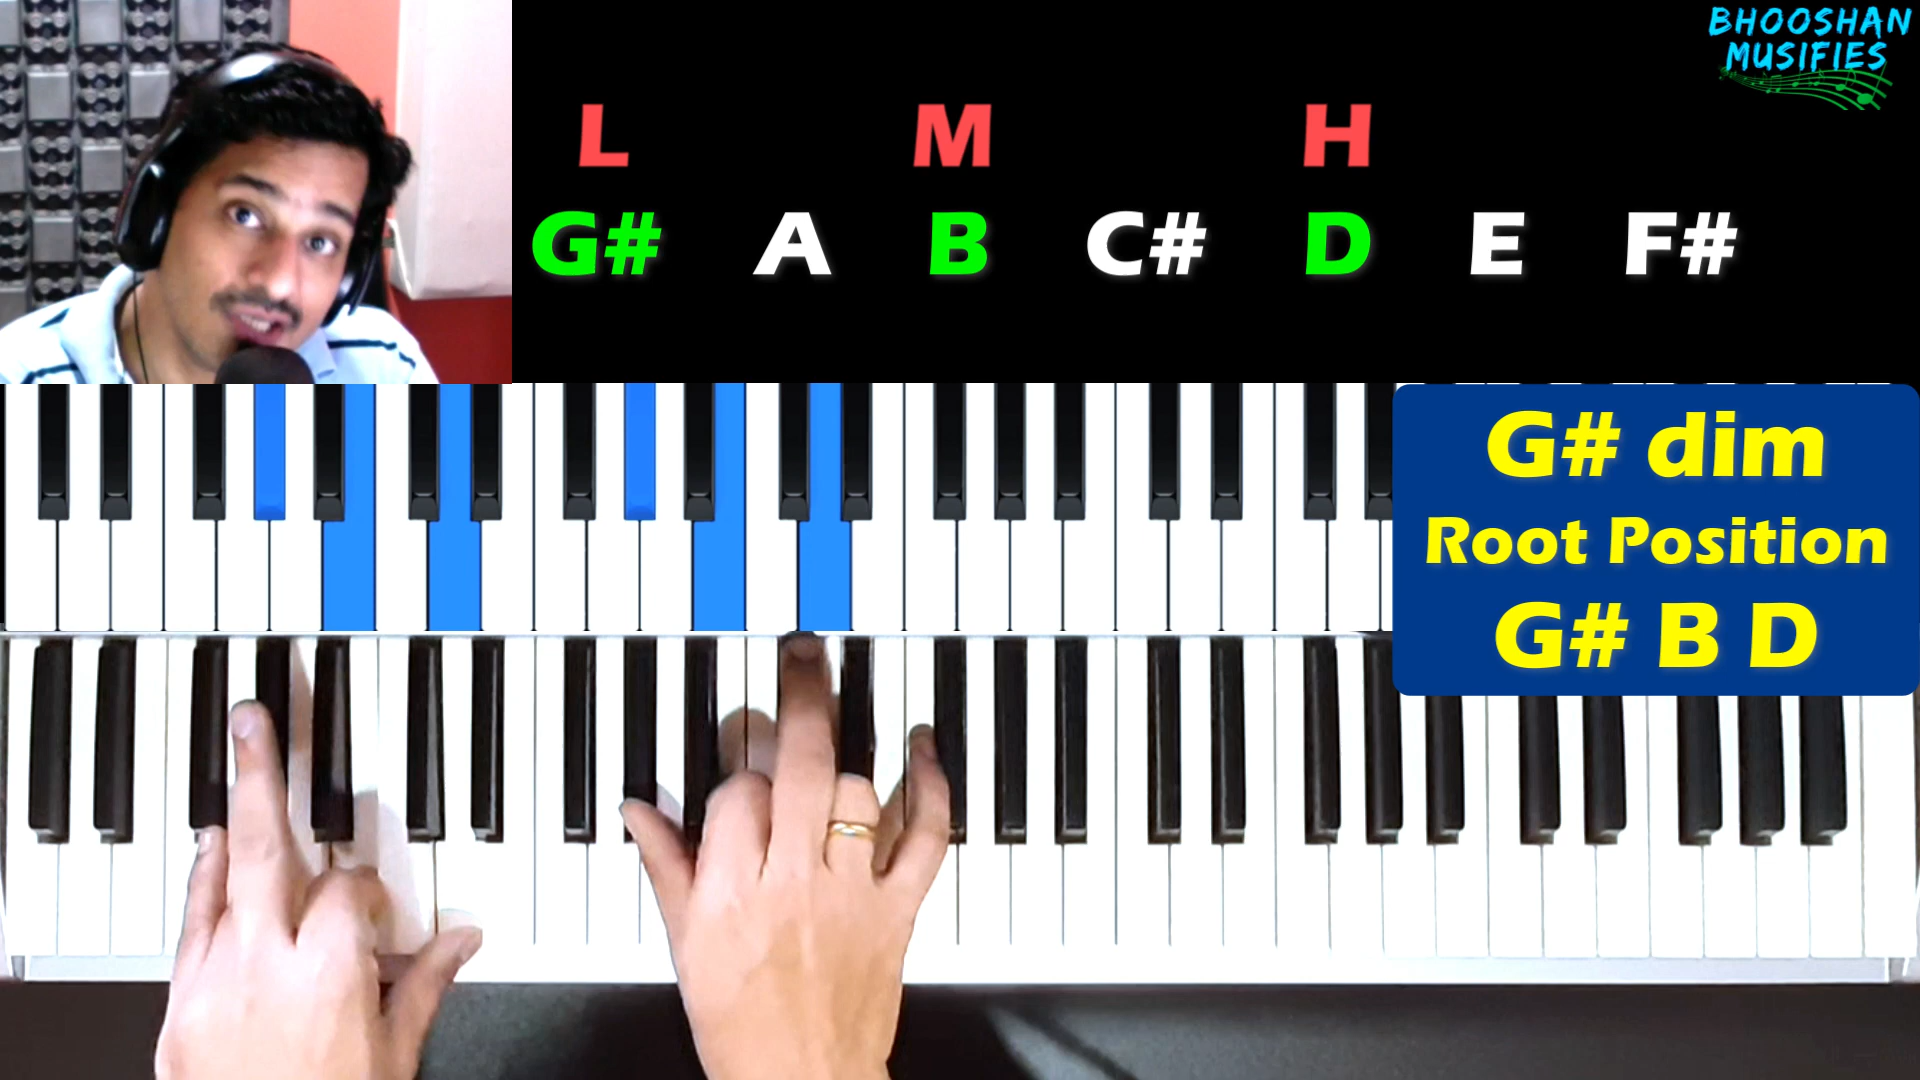 BHOOSHAN
MUSIFIES
L M H
G# A B C# D E F#
G# dim
Root Position
G# B D